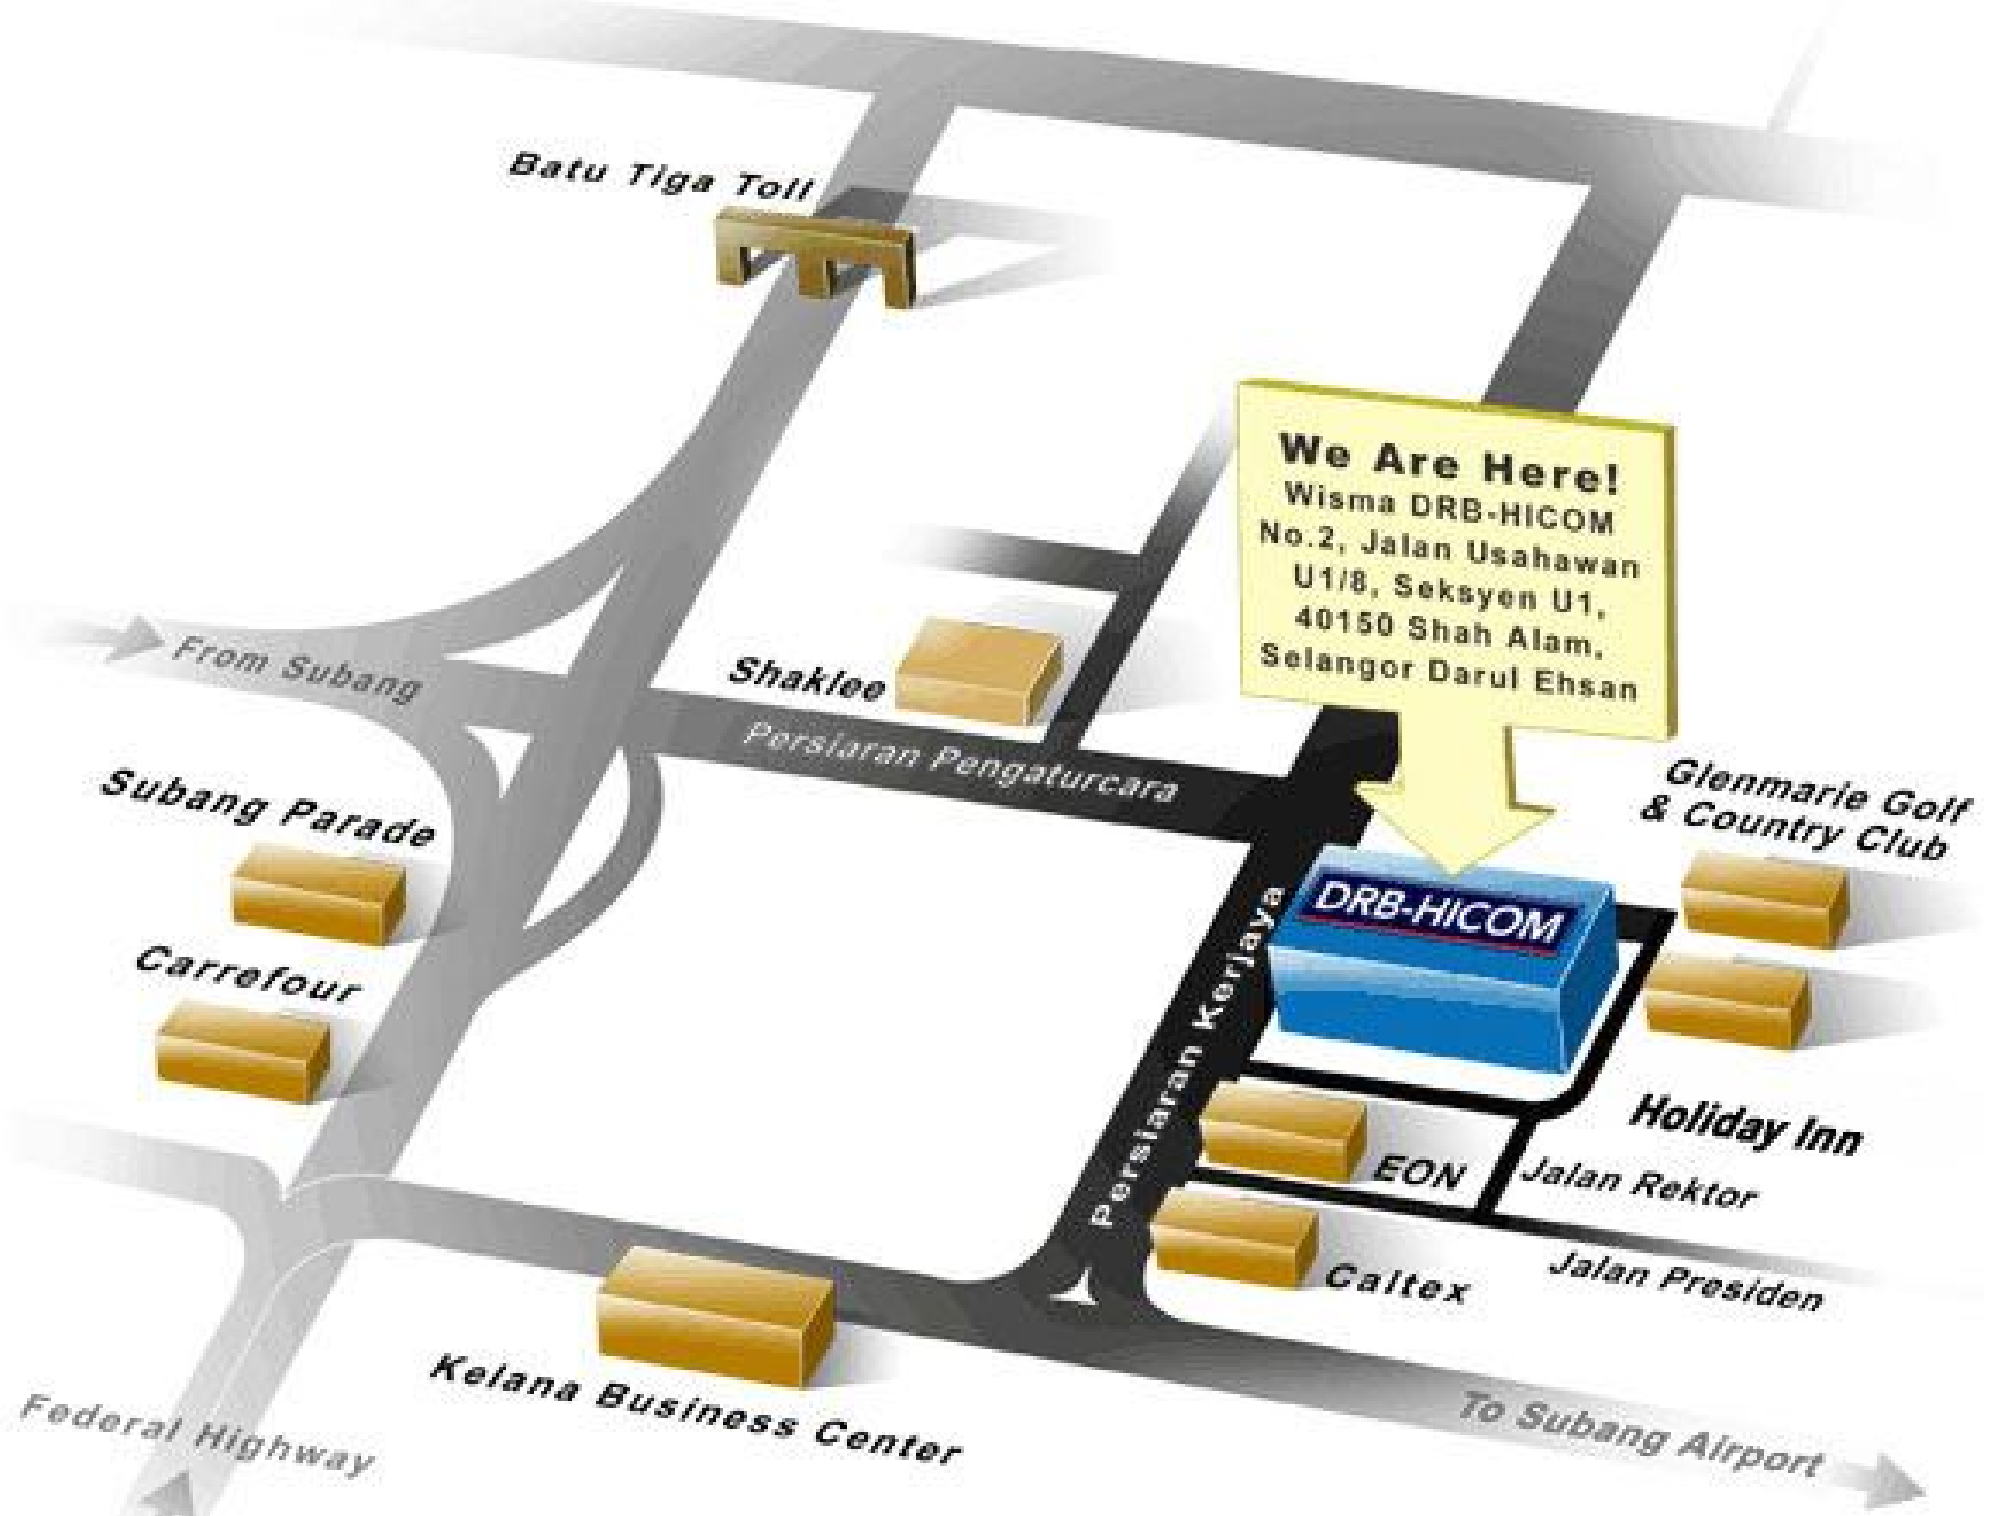 Batu Tiga Toll
We Are Here!
Wisma DRB-HICOM
No.2, Jalan Usahawan
U1/8, Seksyen U1,
40150 Shah Alam,
Selangor Darul Ehsan
From Subang
Shaklee
Persiaran Pengaturcara
Subang Parade
Glenmarie Golf
& Country Club
DRB-HICOM
Carrefour
Persiaran Kerjaya
Holiday Inn
EON
Jalan Rektor
Caltex
Jalan Presiden
Kelana Business Center
Federal Highway
To Subang Airport